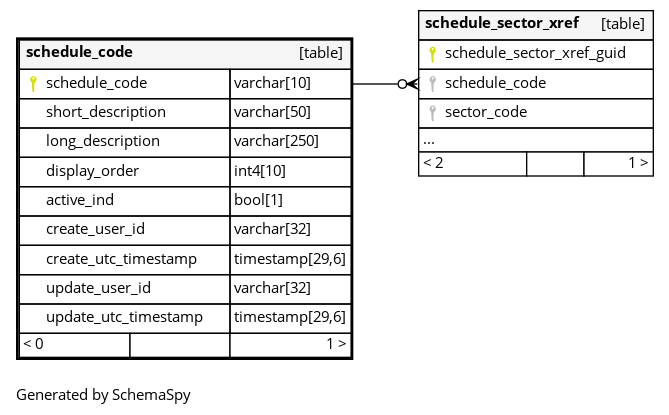 schedule_code [table]
schedule_code varchar[10]
short_description varchar[50]
long_description varchar[250]
display_order int4[10]
active_ind bool[1]
create_user_id varchar[32]
create_utc_timestamp timestamp[29,6]
update_user_id varchar[32]
update_utc_timestamp timestamp[29,6]
< 0 1 >
schedule_sector_xref [table]
schedule_sector_xref_guid
schedule_code
sector_code
...
< 2 1 >
Generated by SchemaSpy